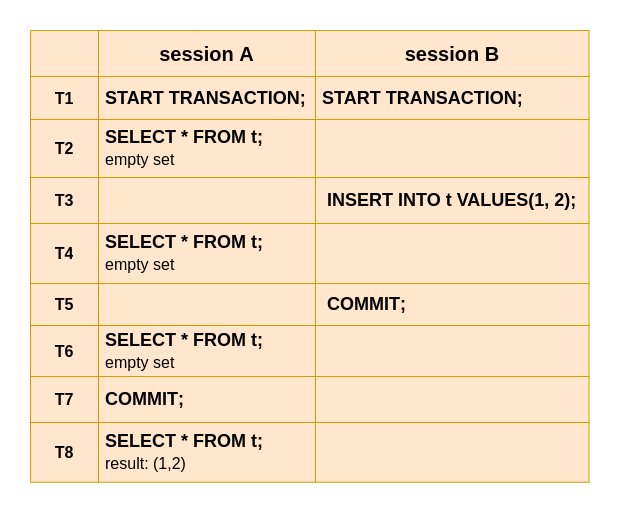 session A session B
T1 START TRANSACTION; START TRANSACTION;
T2 SELECT * FROM t;
empty set
T3 INSERT INTO t VALUES(1, 2);
T4 SELECT * FROM t;
empty set
T5 COMMIT;
T6 SELECT * FROM t;
empty set
T7 COMMIT;
T8 SELECT * FROM t;
result: (1,2)